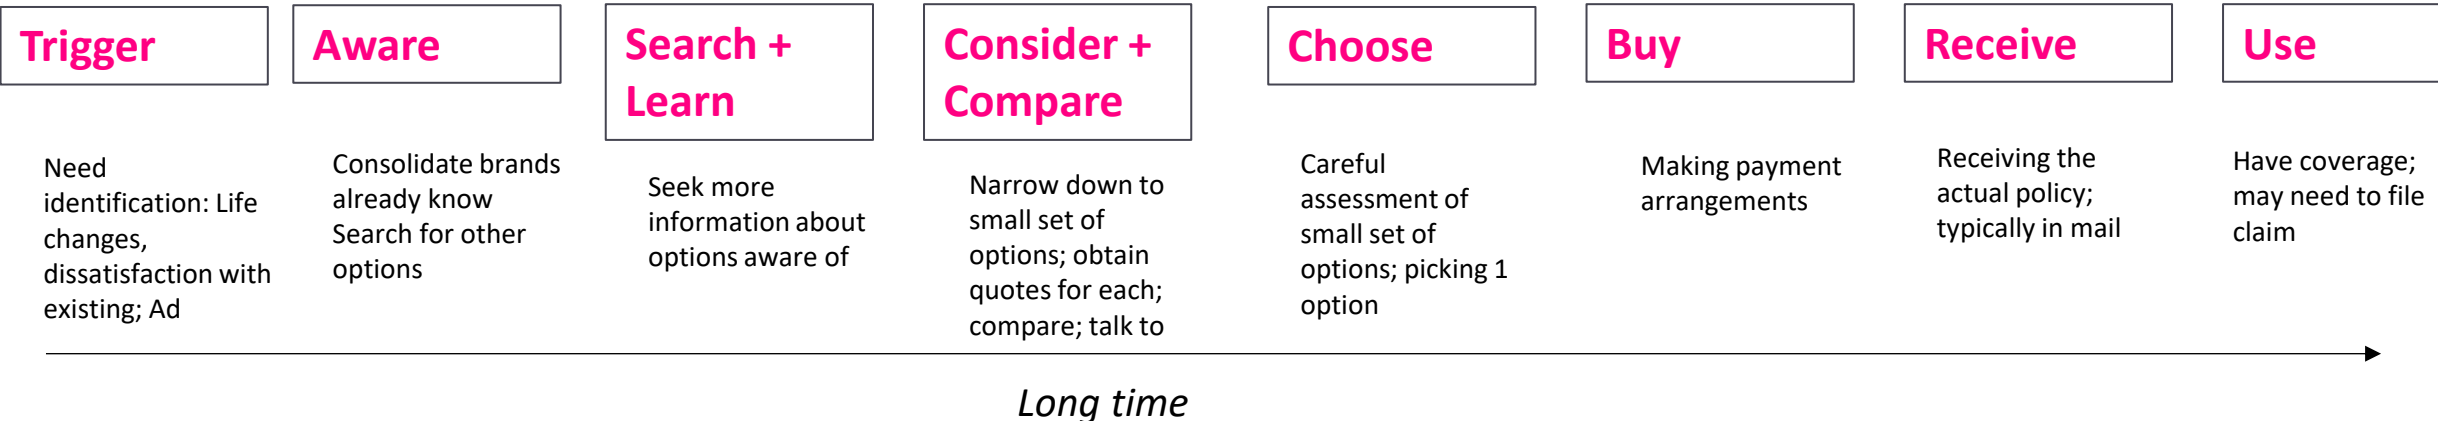 Trigger
Need
identification: Life
changes,
dissatisfaction with
existing; Ad
Aware
Consolidate brands
already know
Search for other
options
Search +
Learn
Seek more
information about
options aware of
Consider +
Compare
Narrow down to
small set of
options; obtain
quotes for each;
compare; talk to
Choose
Careful
assessment of
small set of
options; picking 1
option
Buy
Making payment
arrangements
Receive
Receiving the
actual policy;
typically in mail
Use
Have coverage;
may need to file
claim
Long time